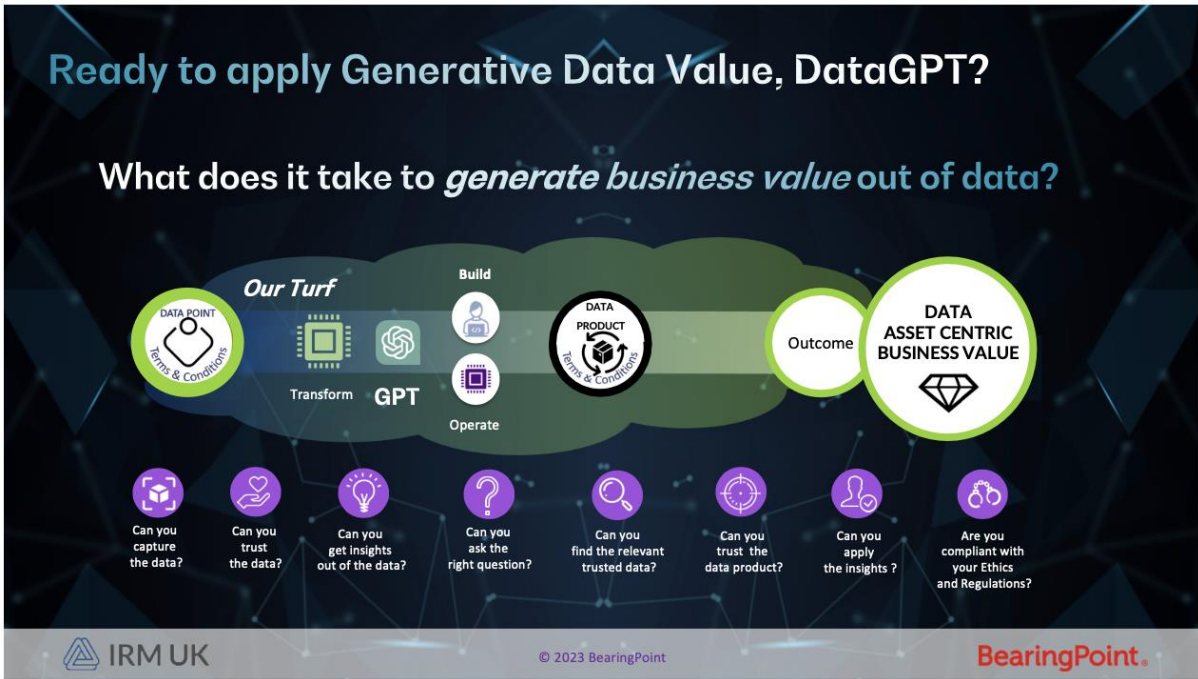 Ready to apply Generative Data Value, DataGPT?
What does it take to generate business value out of data?
Our Turf
Build
DATA POINT
Terms & Conditions
Transform
GPT
Operate
DATA
PRODUCT
Terms & Conditions
Outcome
DATA
ASSET CENTRIC
BUSINESS VALUE
Can you
capture
the data?
Can you
trust
the data?
Can you
get insights
out of the data?
Can you
ask the
right question?
Can you
find the relevant
trusted data?
Can you
trust the
data product?
Can you
apply
the insights ?
Are you
compliant with
your Ethics
and Regulations?
IRM UK
© 2023 BearingPoint
BearingPoint®